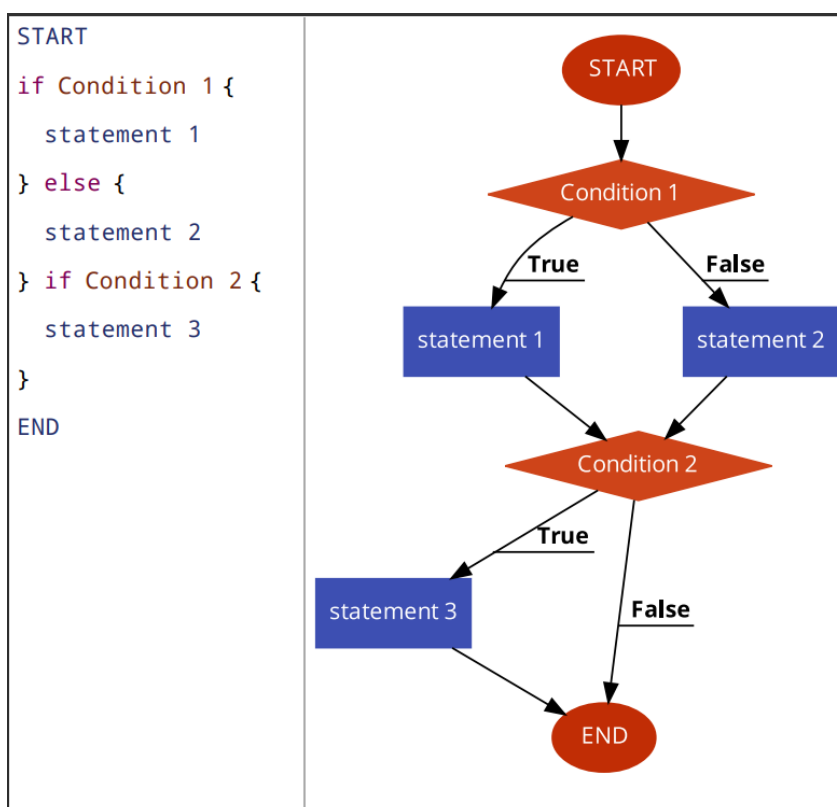 START
if Condition 1 {
statement 1
} else {
statement 2
} if Condition 2 {
statement 3
}
END
START
Condition 1
True
False
statement 1
statement 2
Condition 2
True
statement 3
False
END